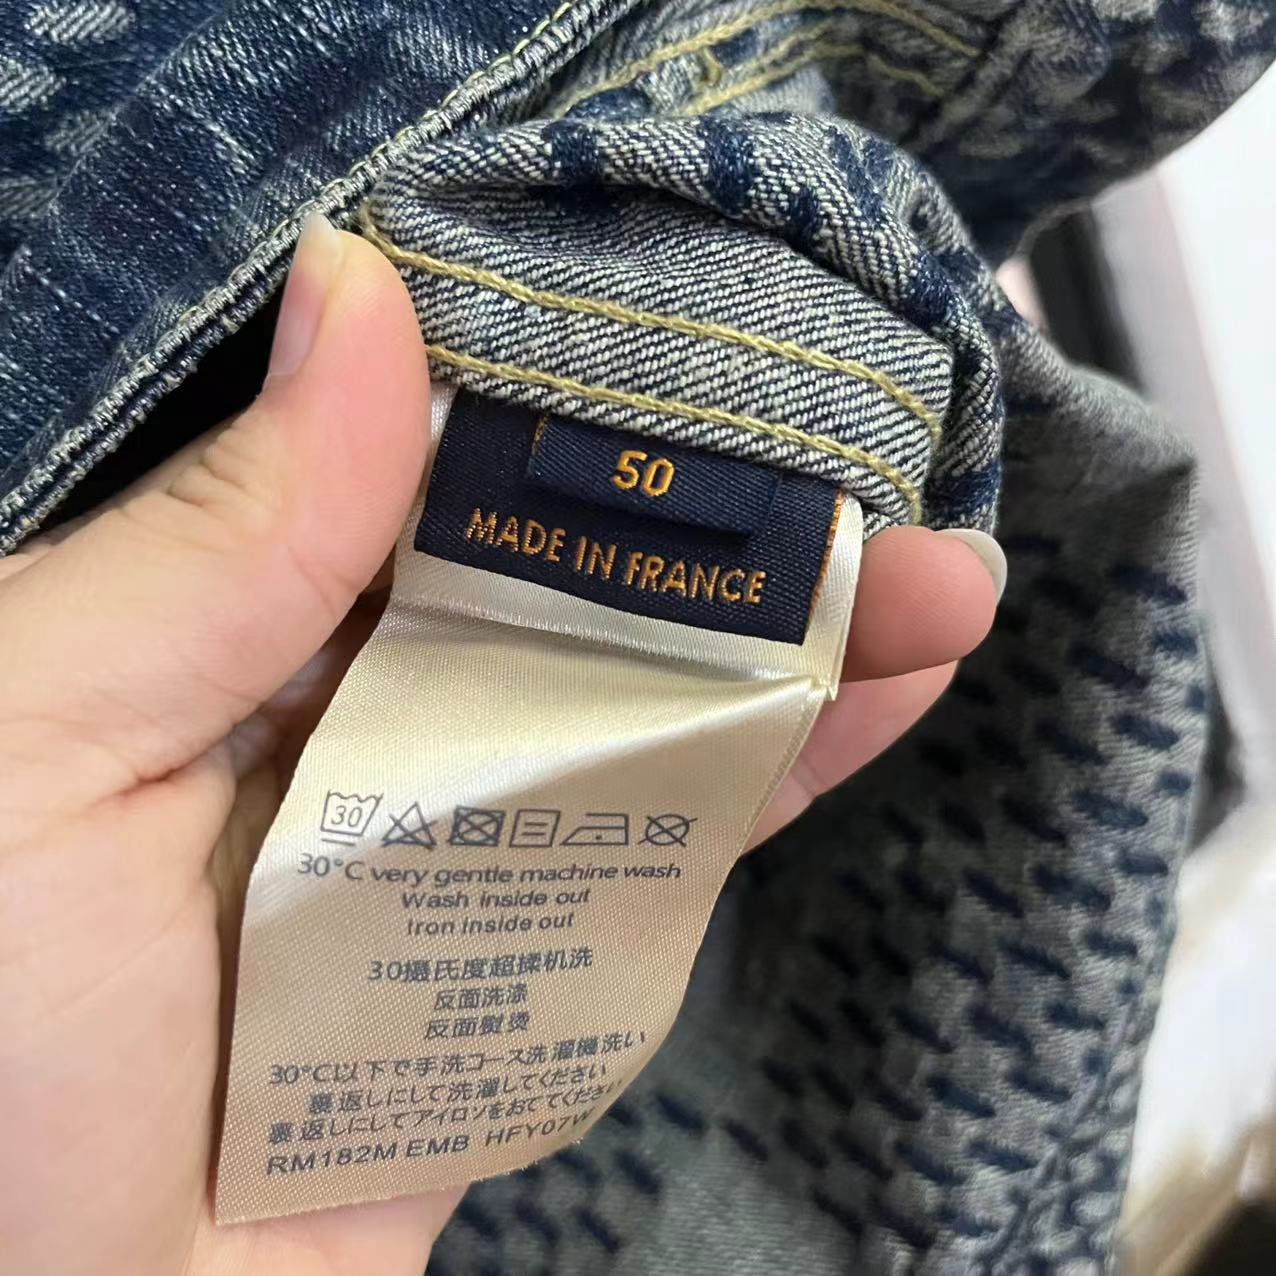 50
MADE IN FRANCE
30
30°C very gentle machine wash
Wash inside out
Iron inside out
30摄氏度超揉机洗
反面洗涤
反面熨烫
30°C以下で手洗コース洗濯機洗い
裏返しにして洗濯してください
裏返しにしてアイロンをおてください
RM182M EMB HFY07W